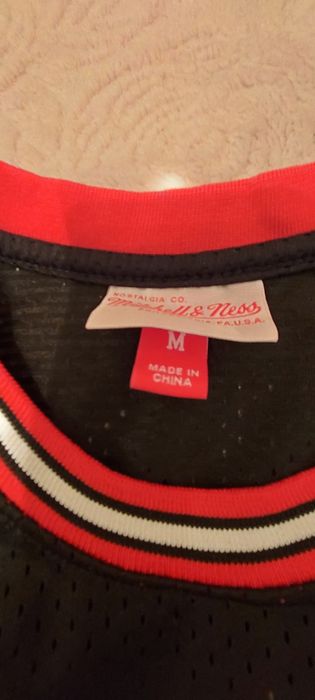 NOSTALGIA CO.
Mitchell & Ness
PA, U.S.A.
M
MADE IN
CHINA